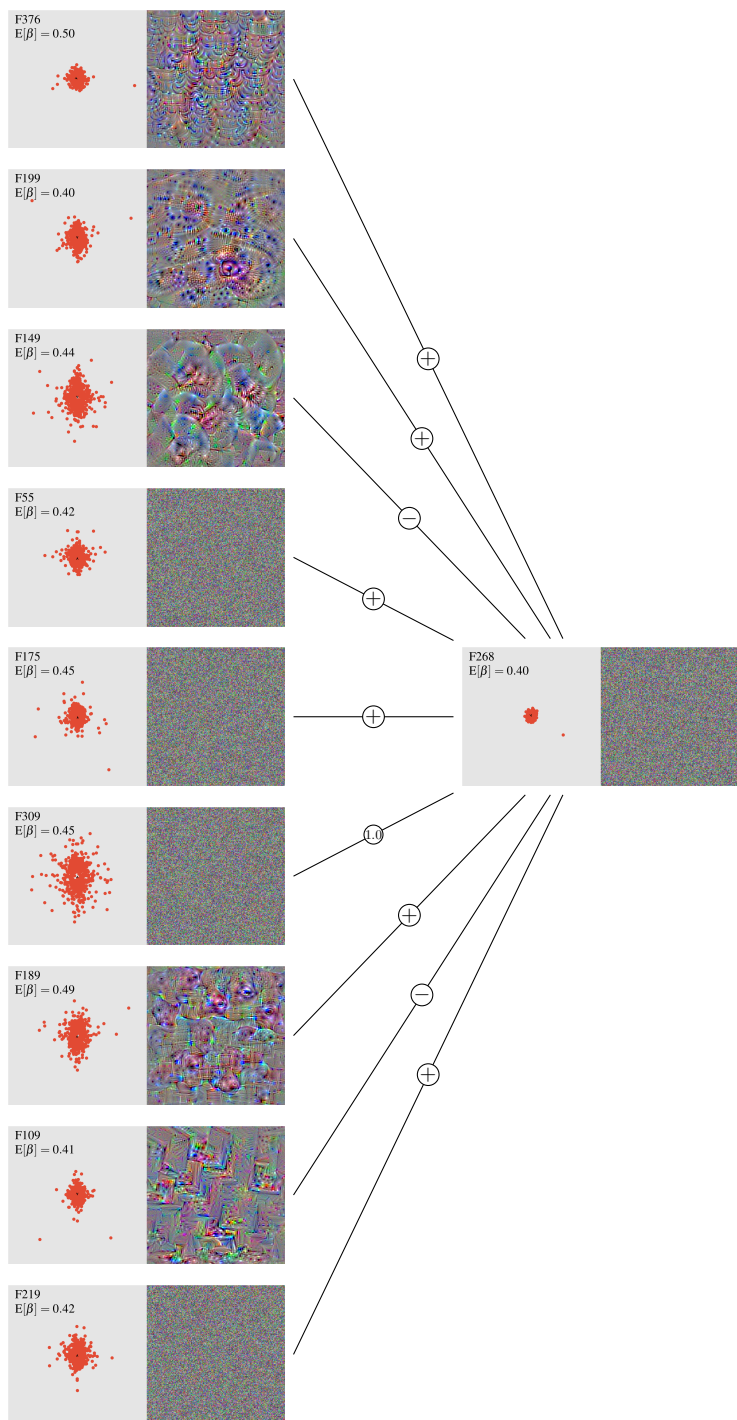 F376
E[β] = 0.50
+
F199
E[β] = 0.40
+
F149
E[β] = 0.44
−
F55
E[β] = 0.42
+
F175
E[β] = 0.45
+
F268
E[β] = 0.40
F309
E[β] = 0.45
1.0
F189
E[β] = 0.49
+
F109
E[β] = 0.41
−
F219
E[β] = 0.42
+